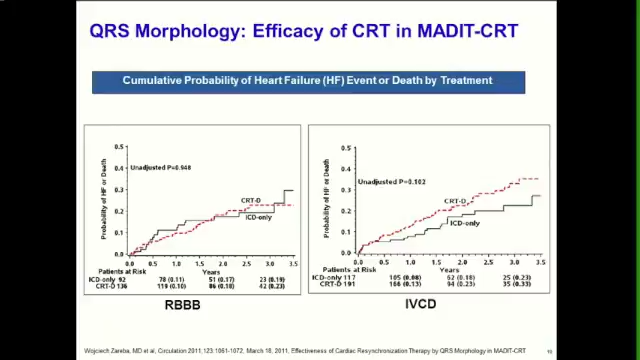 QRS Morphology: Efficacy of CRT in MADIT-CRT
Cumulative Probability of Heart Failure (HF) Event or Death by Treatment
Probability of HF or Death
0.5
0.4
0.3
0.2
0.1
0.0
Unadjusted P=0.948
CRT-D
ICD-only
0.0 0.5 1.0 1.5 2.0 2.5 3.0 3.5
Patients at Risk Years
ICD-only 92 78 (0.11) 51 (0.17) 23 (0.19)
CRT-D 136 119 (0.10) 86 (0.18) 42 (0.23)
RBBB
Probability of HF or Death
0.5
0.4
0.3
0.2
0.1
0.0
Unadjusted P=0.102
CRT-D
ICD-only
0.0 0.5 1.0 1.5 2.0 2.5 3.0 3.5
Patients at Risk Years
ICD-only 117 105 (0.08) 62 (0.18) 25 (0.23)
CRT-D 191 166 (0.13) 94 (0.23) 35 (0.33)
IVCD
Wojciech Zareba, MD et al, Circulation 2011;123:1061-1072, March 18, 2011, Effectiveness of Cardiac Resynchronization Therapy by QRS Morphology in MADIT-CRT